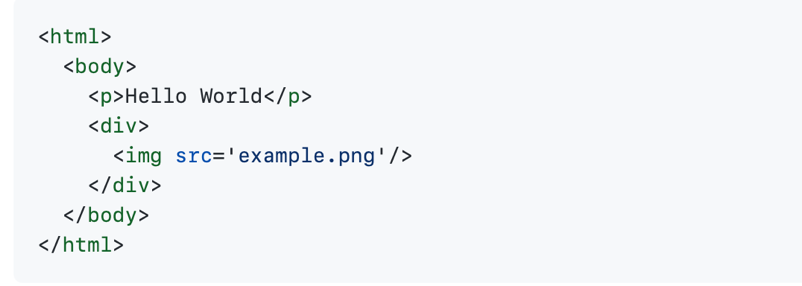 <html>
  <body>
    <p>Hello World</p>
    <div>
      <img src='example.png'/>
    </div>
  </body>
</html>